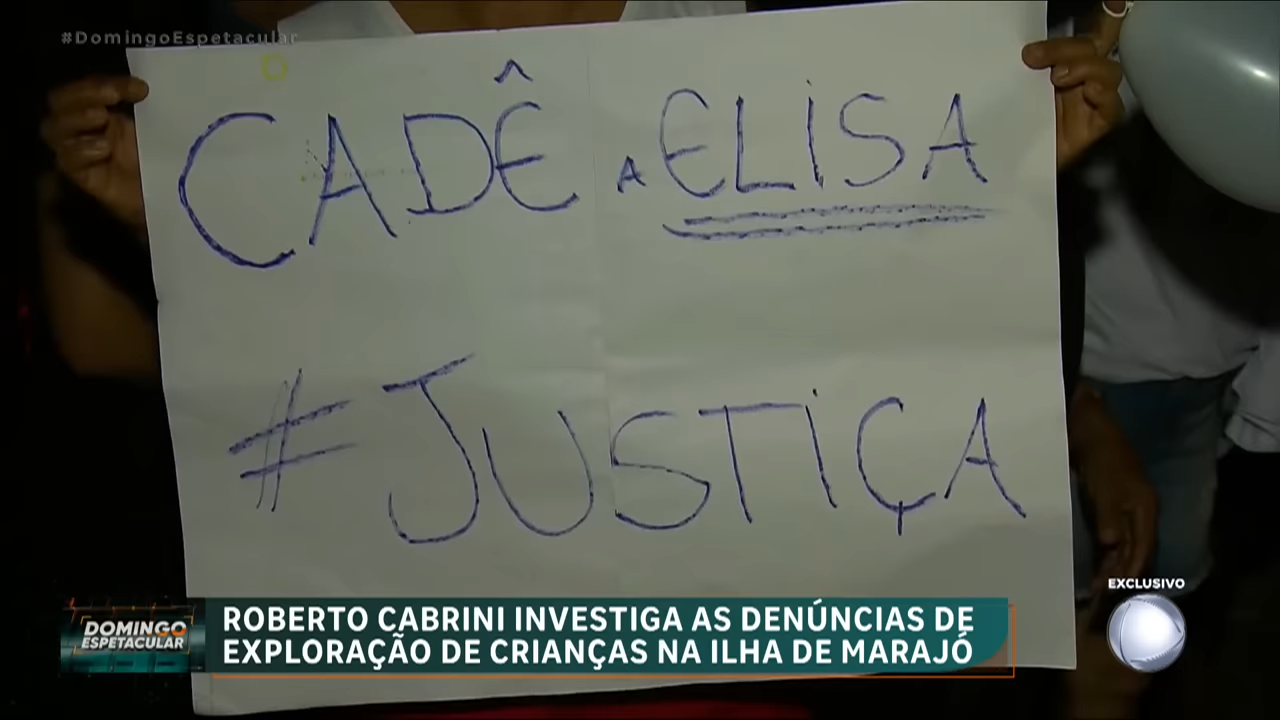 #DomingoEspetacular
CADÊ A ELISA
#JUSTIÇA
EXCLUSIVO
DOMINGO
ESPETACULAR
ROBERTO CABRINI INVESTIGA AS DENÚNCIAS DE
EXPLORAÇÃO DE CRIANÇAS NA ILHA DE MARAJÓ